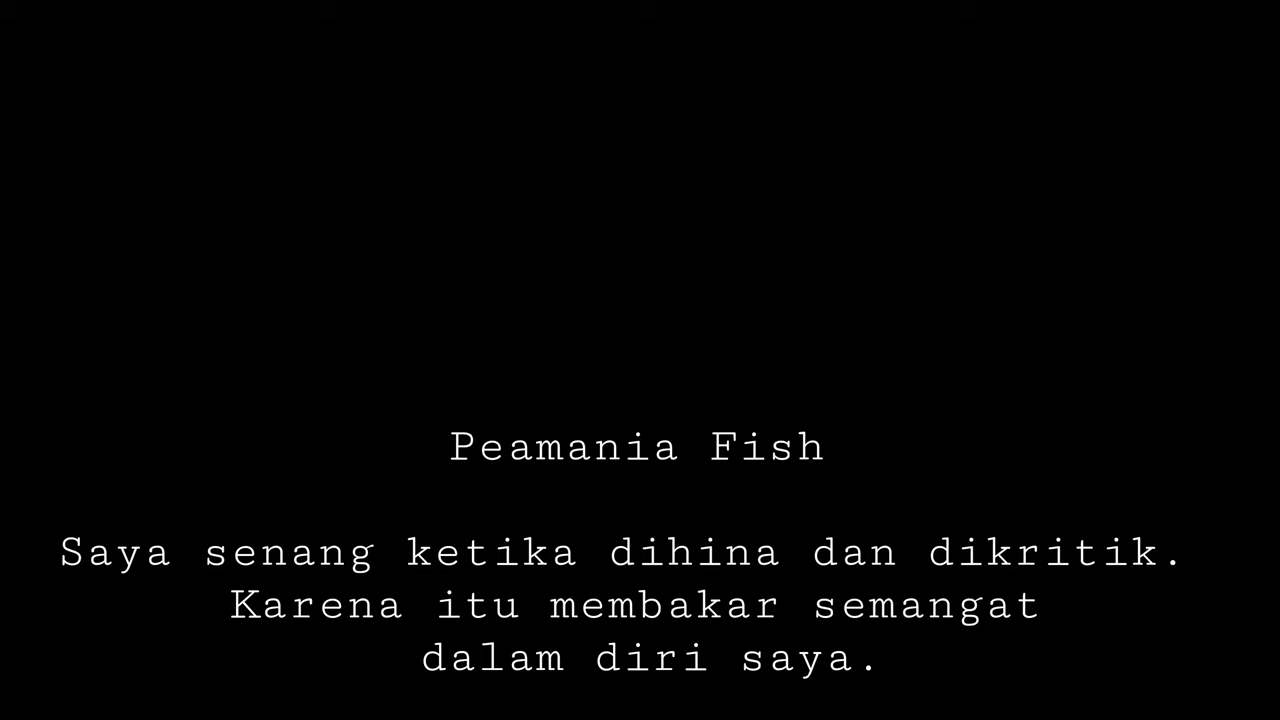 Peamania Fish
Saya senang ketika dihina dan dikritik.
Karena itu membakar semangat
dalam diri saya.